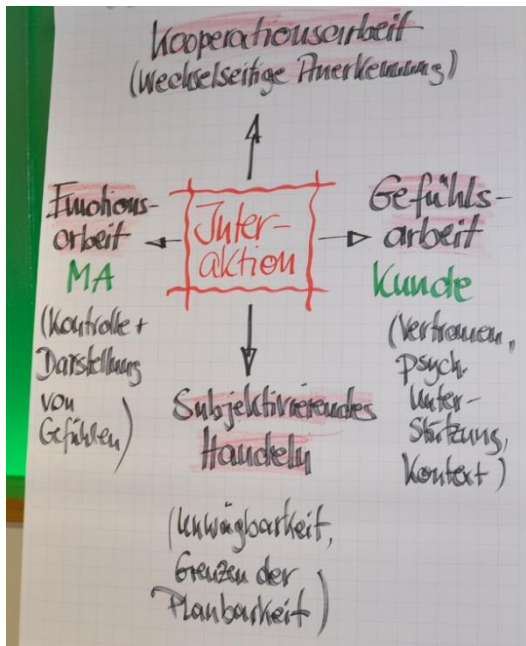 Kooperationsarbeit
(Wechselseitige Anerkennung)
Emotions-
arbeit
MA
(Kontrolle +
Darstellung
von
Gefühlen)
Inter-
aktion
Gefühls-
arbeit
Kunde
(Vertrauen,
psych.
Unter-
stützung,
Kontext)
Subjektivierendes
Handeln
(Unwägbarkeit,
Grenzen der
Planbarkeit)